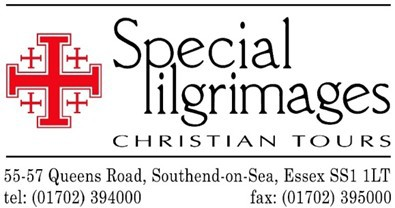 Special
Pilgrimages
CHRISTIAN TOURS
55-57 Queens Road, Southend-on-Sea, Essex SS1 1LT
tel: (01702) 394000 fax: (01702) 395000